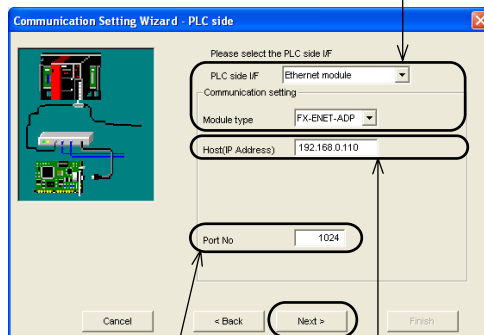 Communication Setting Wizard - PLC side
Please select the PLC side I/F
PLC side I/F Ethernet module
Communication setting
Module type FX-ENET-ADP
Host(IP Address) 192.168.0.110
Port No 1024
Cancel < Back Next > Finish